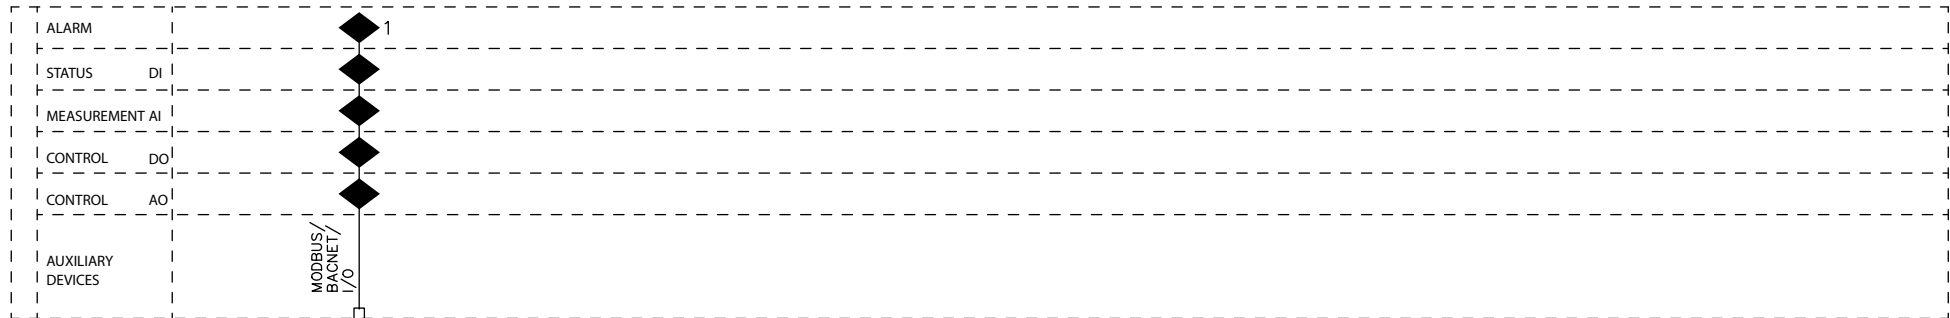 ALARM 1
STATUS DI
MEASUREMENT AI
CONTROL DO
CONTROL AO
AUXILIARY
DEVICES
MODBUS/
BACNET/
I/O